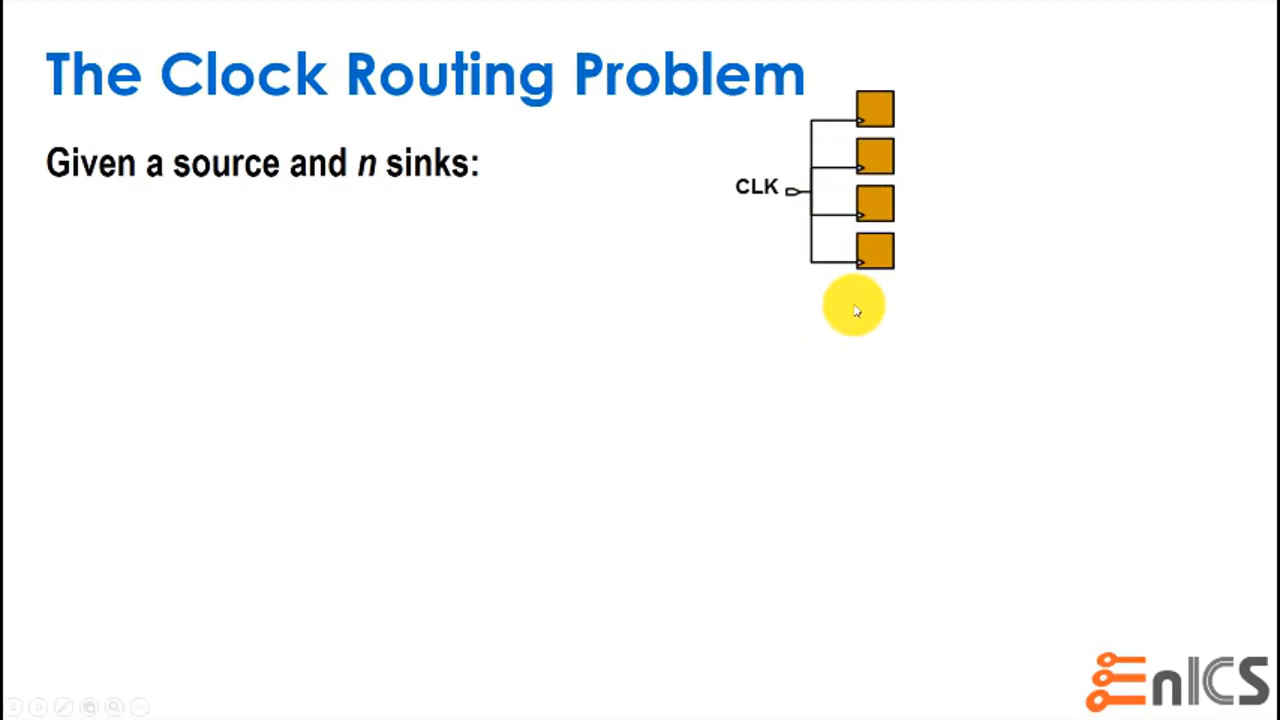 The Clock Routing Problem
Given a source and n sinks:
CLK
EnICS